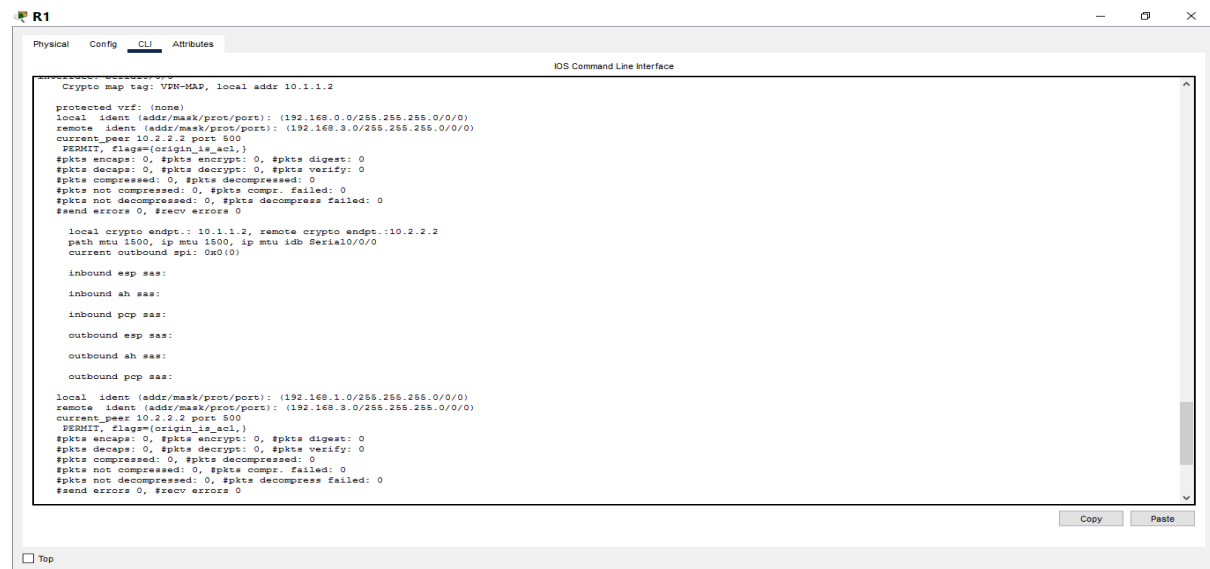 R1
Physical Config CLI Attributes
IOS Command Line Interface
interface: Serial0/0/0
Crypto map tag: VPN-MAP, local addr 10.1.1.2
protected vrf: (none)
local ident (addr/mask/prot/port): (192.168.0.0/255.255.255.0/0/0)
remote ident (addr/mask/prot/port): (192.168.3.0/255.255.255.0/0/0)
current_peer 10.2.2.2 port 500
PERMIT, flags={origin_is_acl,}
#pkts encaps: 0, #pkts encrypt: 0, #pkts digest: 0
#pkts decaps: 0, #pkts decrypt: 0, #pkts verify: 0
#pkts compressed: 0, #pkts decompressed: 0
#pkts not compressed: 0, #pkts compr. failed: 0
#pkts not decompressed: 0, #pkts decompress failed: 0
#send errors 0, #recv errors 0
local crypto endpt.: 10.1.1.2, remote crypto endpt.:10.2.2.2
path mtu 1500, ip mtu 1500, ip mtu idb Serial0/0/0
current outbound spi: 0x0(0)
inbound esp sas:
inbound ah sas:
inbound pcp sas:
outbound esp sas:
outbound ah sas:
outbound pcp sas:
local ident (addr/mask/prot/port): (192.168.1.0/255.255.255.0/0/0)
remote ident (addr/mask/prot/port): (192.168.3.0/255.255.255.0/0/0)
current_peer 10.2.2.2 port 500
PERMIT, flags={origin_is_acl,}
#pkts encaps: 0, #pkts encrypt: 0, #pkts digest: 0
#pkts decaps: 0, #pkts decrypt: 0, #pkts verify: 0
#pkts compressed: 0, #pkts decompressed: 0
#pkts not compressed: 0, #pkts compr. failed: 0
#pkts not decompressed: 0, #pkts decompress failed: 0
#send errors 0, #recv errors 0
Copy Paste
Top